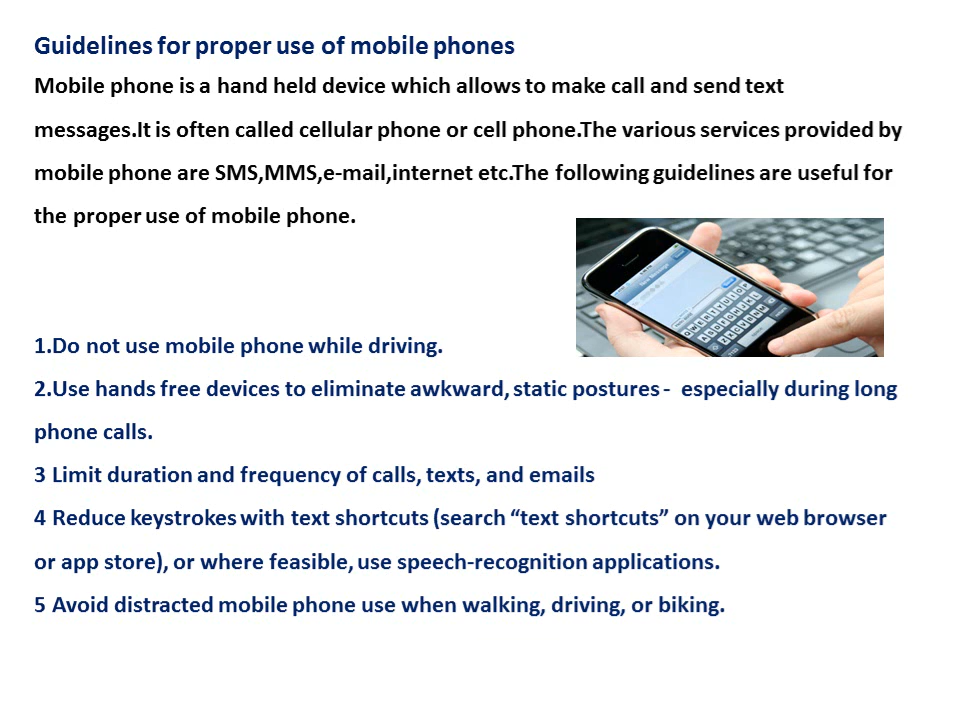 Guidelines for proper use of mobile phones
Mobile phone is a hand held device which allows to make call and send text
messages.It is often called cellular phone or cell phone.The various services provided by
mobile phone are SMS,MMS,e-mail,internet etc.The following guidelines are useful for
the proper use of mobile phone.
New Message
1.Do not use mobile phone while driving.
2.Use hands free devices to eliminate awkward, static postures - especially during long
phone calls.
3 Limit duration and frequency of calls, texts, and emails
4 Reduce keystrokes with text shortcuts (search “text shortcuts” on your web browser
or app store), or where feasible, use speech-recognition applications.
5 Avoid distracted mobile phone use when walking, driving, or biking.